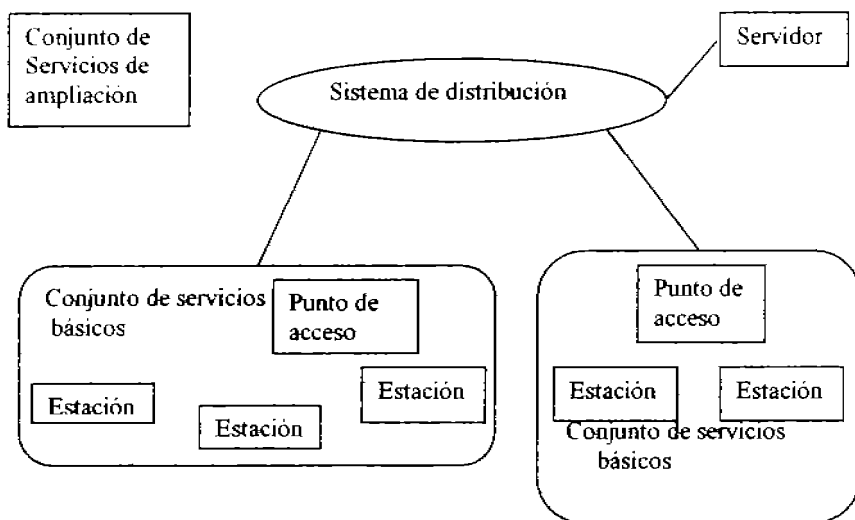 Conjunto de
Servicios de
ampliación
Servidor
Sistema de distribución
Conjunto de servicios
básicos
Punto de
acceso
Estación
Estación
Estación
Punto de
acceso
Estación
Estación
Conjunto de servicios
básicos